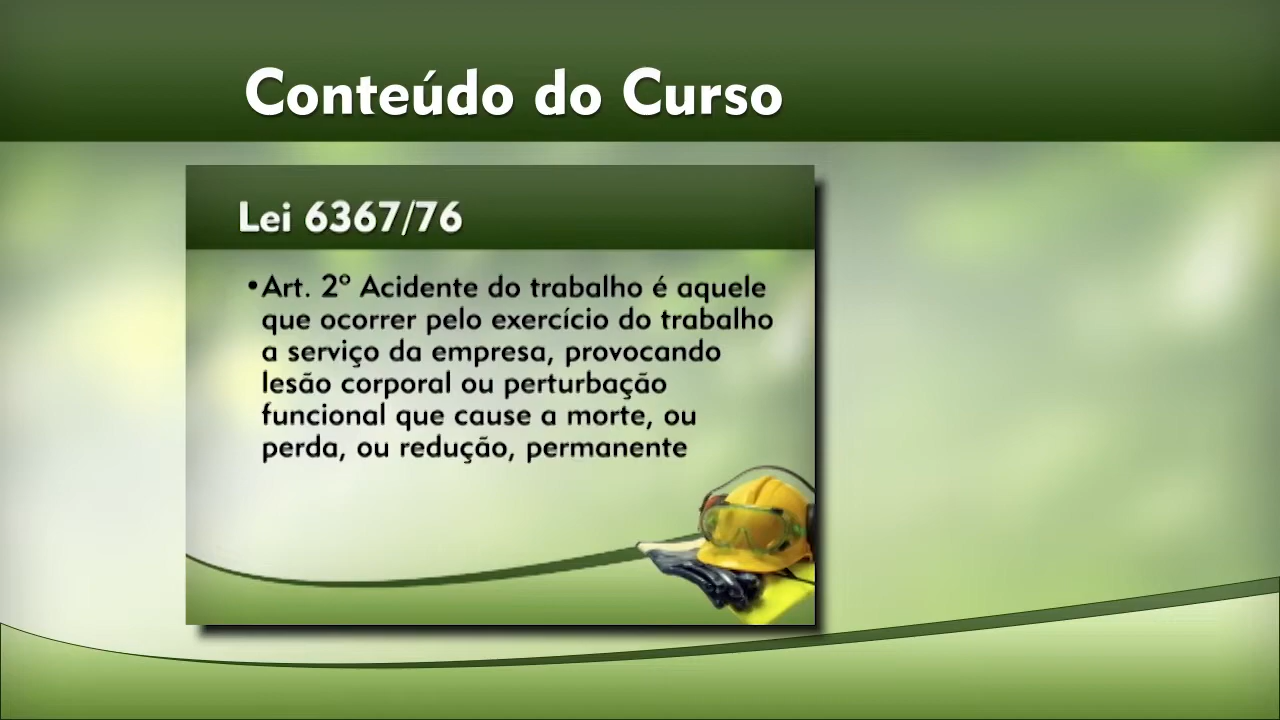 Conteúdo do Curso
Lei 6367/76
•Art. 2º Acidente do trabalho é aquele
que ocorrer pelo exercício do trabalho
a serviço da empresa, provocando
lesão corporal ou perturbação
funcional que cause a morte, ou
perda, ou redução, permanente